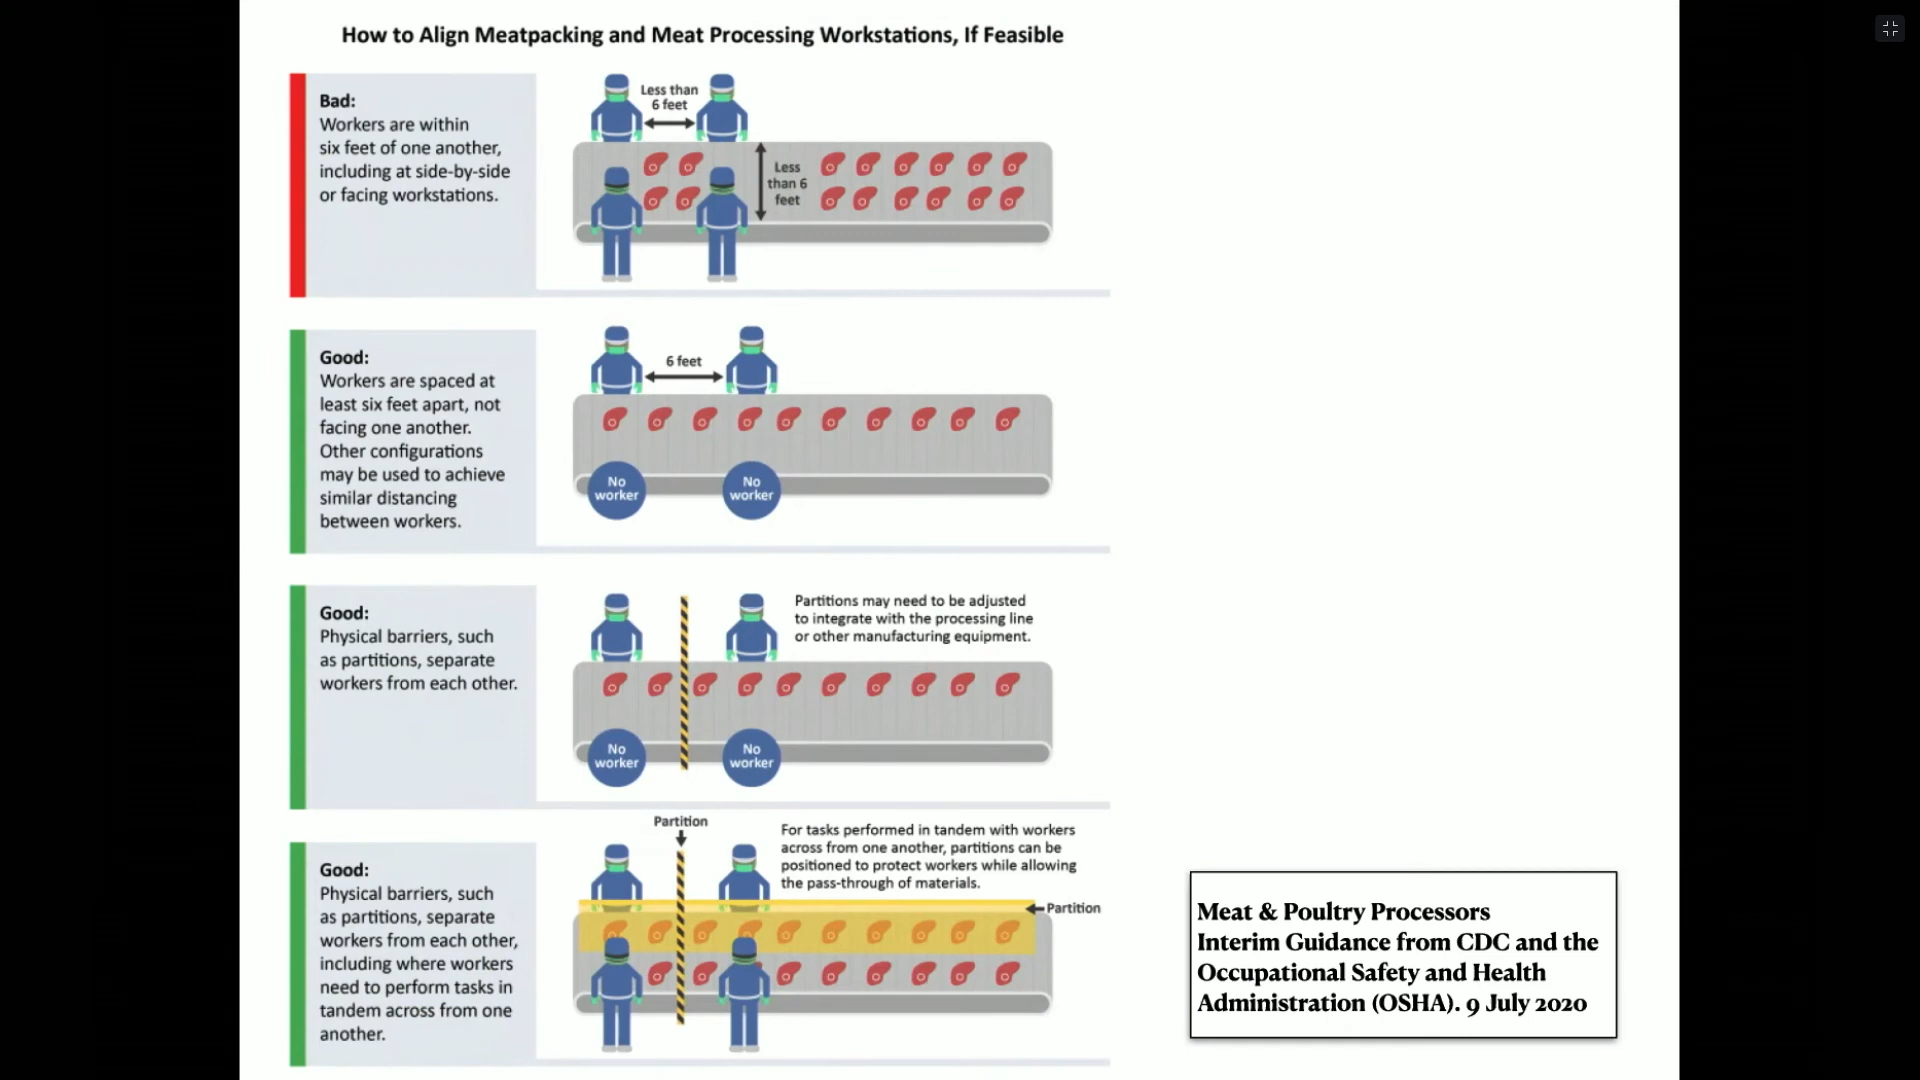 How to Align Meatpacking and Meat Processing Workstations, If Feasible
Bad:
Workers are within
six feet of one another,
including at side-by-side
or facing workstations.
Less than
6 feet
Less
than 6
feet
Good:
Workers are spaced at
least six feet apart, not
facing one another.
Other configurations
may be used to achieve
similar distancing
between workers.
6 feet
No
worker
No
worker
Good:
Physical barriers, such
as partitions, separate
workers from each other.
Partitions may need to be adjusted
to integrate with the processing line
or other manufacturing equipment.
No
worker
No
worker
Good:
Physical barriers, such
as partitions, separate
workers from each other,
including where workers
need to perform tasks in
tandem across from one
another.
Partition
For tasks performed in tandem with workers
across from one another, partitions can be
positioned to protect workers while allowing
the pass-through of materials.
Partition
Meat & Poultry Processors
Interim Guidance from CDC and the
Occupational Safety and Health
Administration (OSHA). 9 July 2020